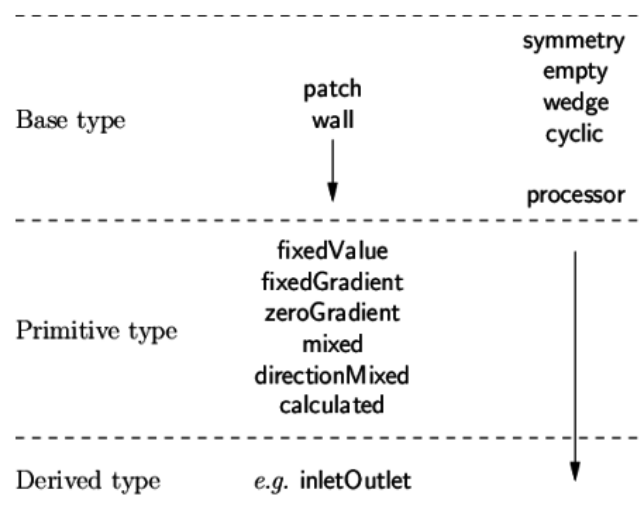 symmetry
empty
patch
wedge
Base type
wall
cyclic
processor
fixedValue
fixedGradient
zeroGradient
Primitive type
mixed
directionMixed
calculated
Derived type e.g. inletOutlet